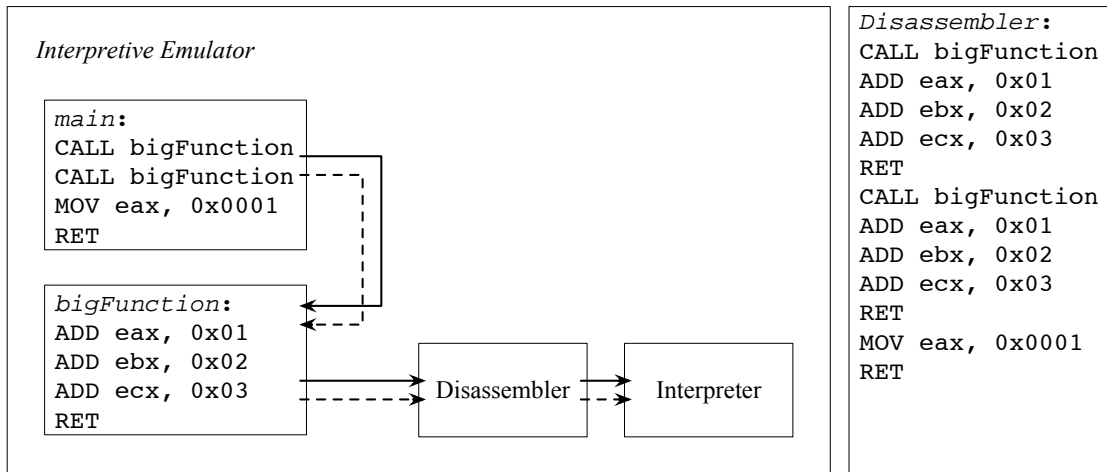 Interpretive Emulator
main:
CALL bigFunction
CALL bigFunction
MOV eax, 0x0001
RET
bigFunction:
ADD eax, 0x01
ADD ebx, 0x02
ADD ecx, 0x03
RET
Disassembler
Interpreter
Disassembler:
CALL bigFunction
ADD eax, 0x01
ADD ebx, 0x02
ADD ecx, 0x03
RET
CALL bigFunction
ADD eax, 0x01
ADD ebx, 0x02
ADD ecx, 0x03
RET
MOV eax, 0x0001
RET